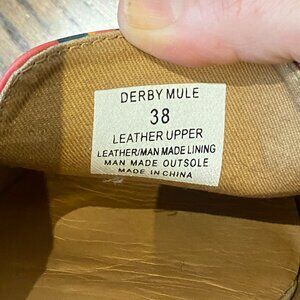 DERBY MULE
38
LEATHER UPPER
LEATHER/MAN MADE LINING
MAN MADE OUTSOLE
MADE IN CHINA